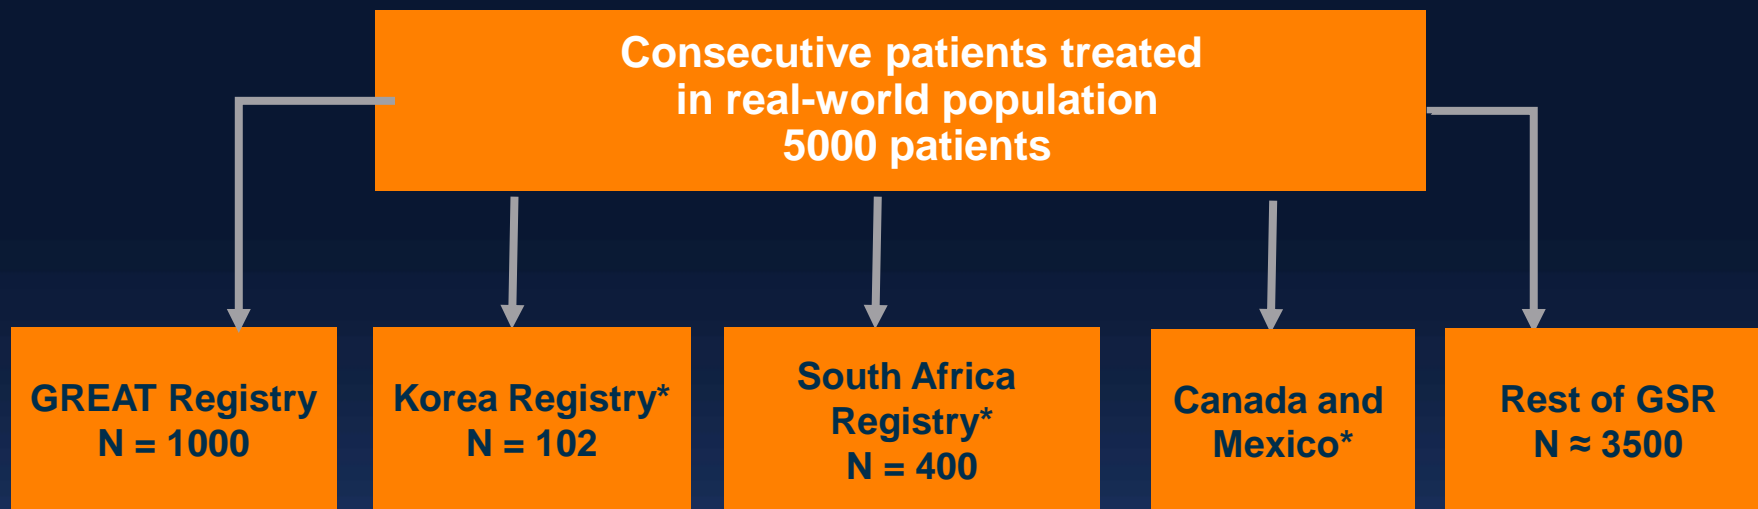 Consecutive patients treated
in real-world population
5000 patients
GREAT Registry
N = 1000
Korea Registry*
N = 102
South Africa
Registry*
N = 400
Canada and
Mexico*
Rest of GSR
N ≈ 3500